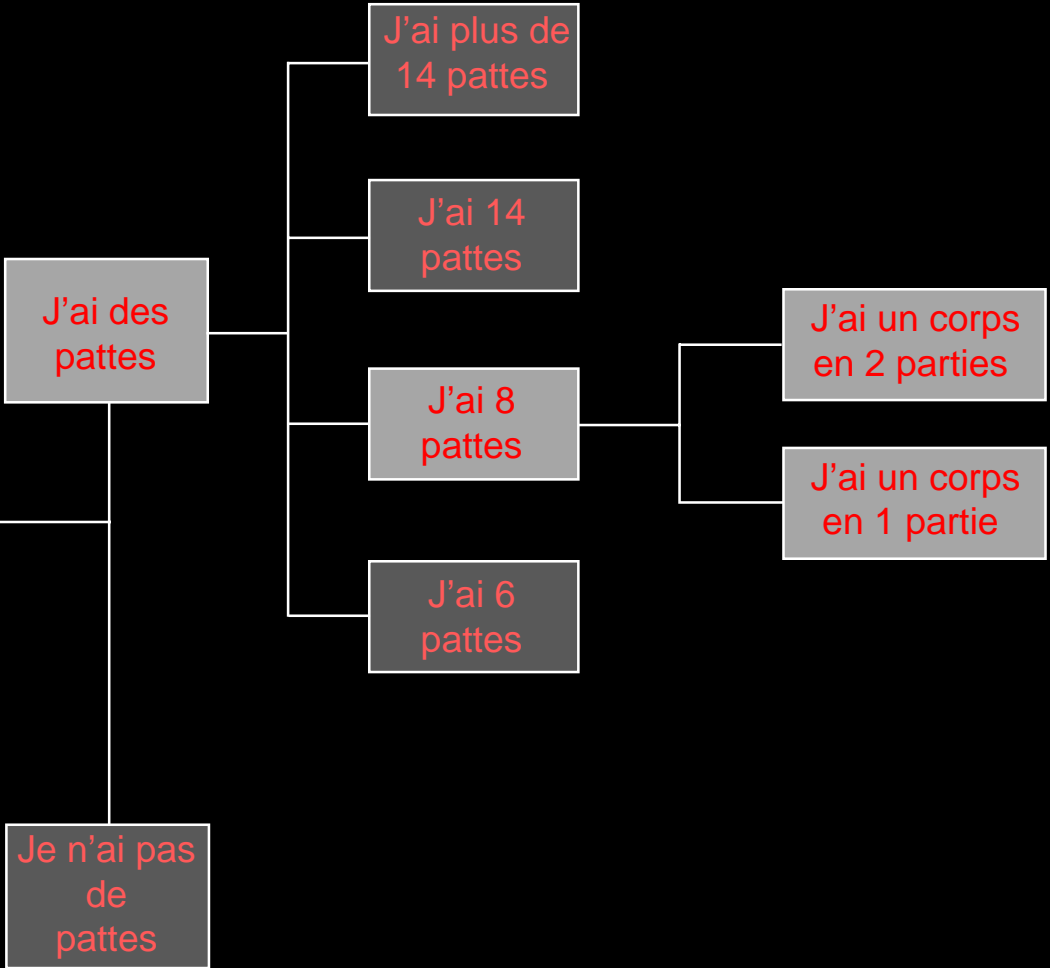 J'ai plus de
14 pattes
J'ai 14
pattes
J'ai des
pattes
J'ai 8
pattes
J'ai un corps
en 2 parties
J'ai un corps
en 1 partie
J'ai 6
pattes
Je n'ai pas
de
pattes